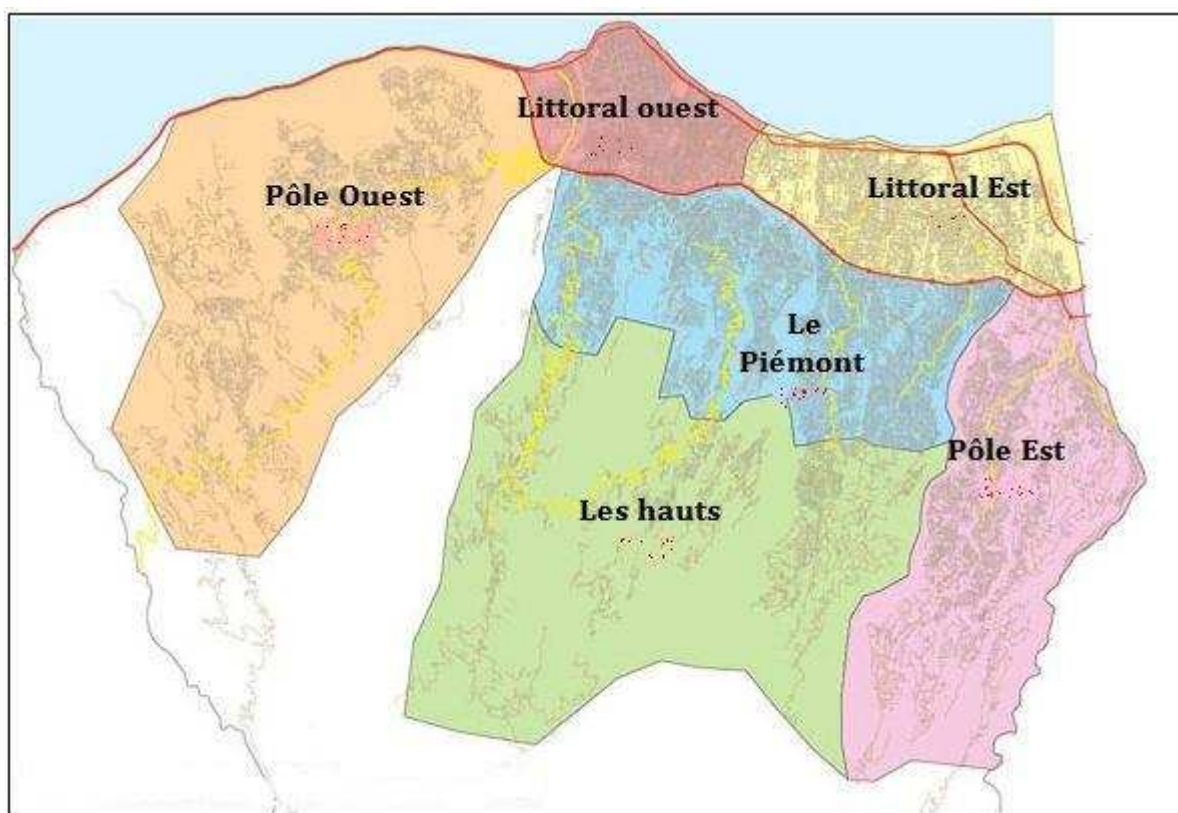 Littoral ouest
Pôle Ouest
Littoral Est
Le
Piémont
Pôle Est
Les hauts